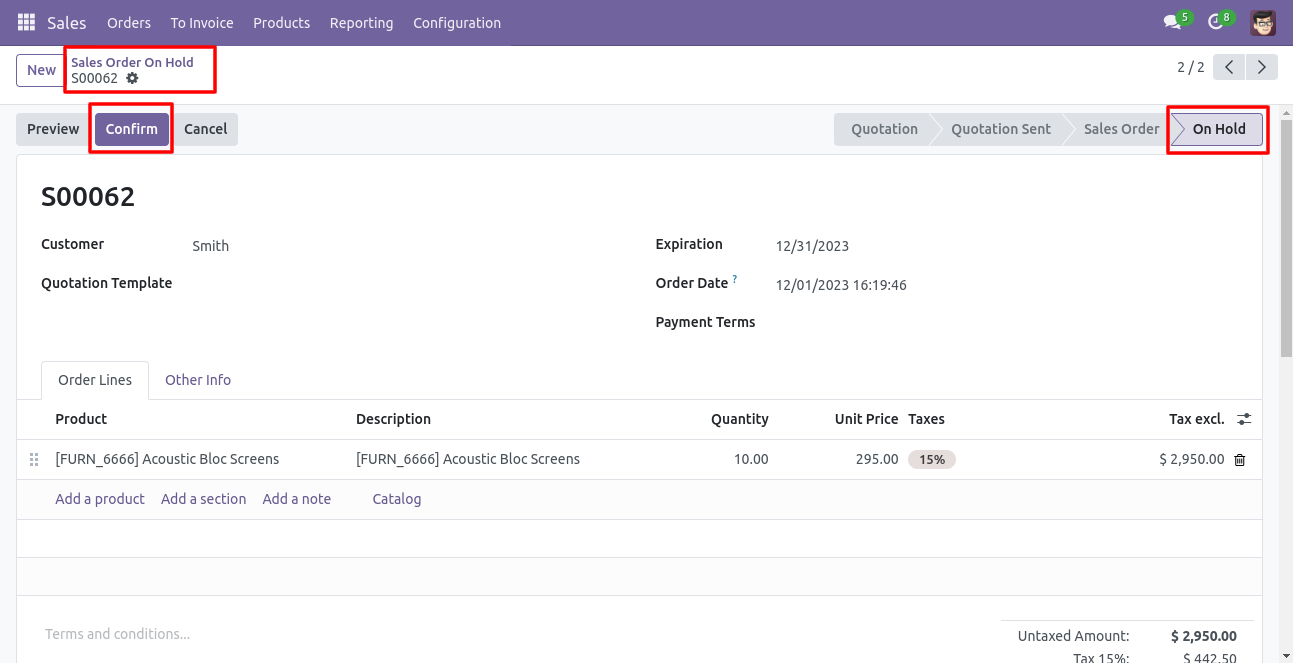 Sales Orders To Invoice Products Reporting Configuration 5 8
New Sales Order On Hold
S00062
2 / 2
Preview Confirm Cancel Quotation Quotation Sent Sales Order On Hold
S00062
Customer Smith Expiration 12/31/2023
Quotation Template Order Date ? 12/01/2023 16:19:46
Payment Terms
Order Lines Other Info
Product Description Quantity Unit Price Taxes Tax excl.
[FURN_6666] Acoustic Bloc Screens [FURN_6666] Acoustic Bloc Screens 10.00 295.00 15% $ 2,950.00
Add a product Add a section Add a note Catalog
Terms and conditions... Untaxed Amount: $ 2,950.00
Tax 15%: $ 442.50